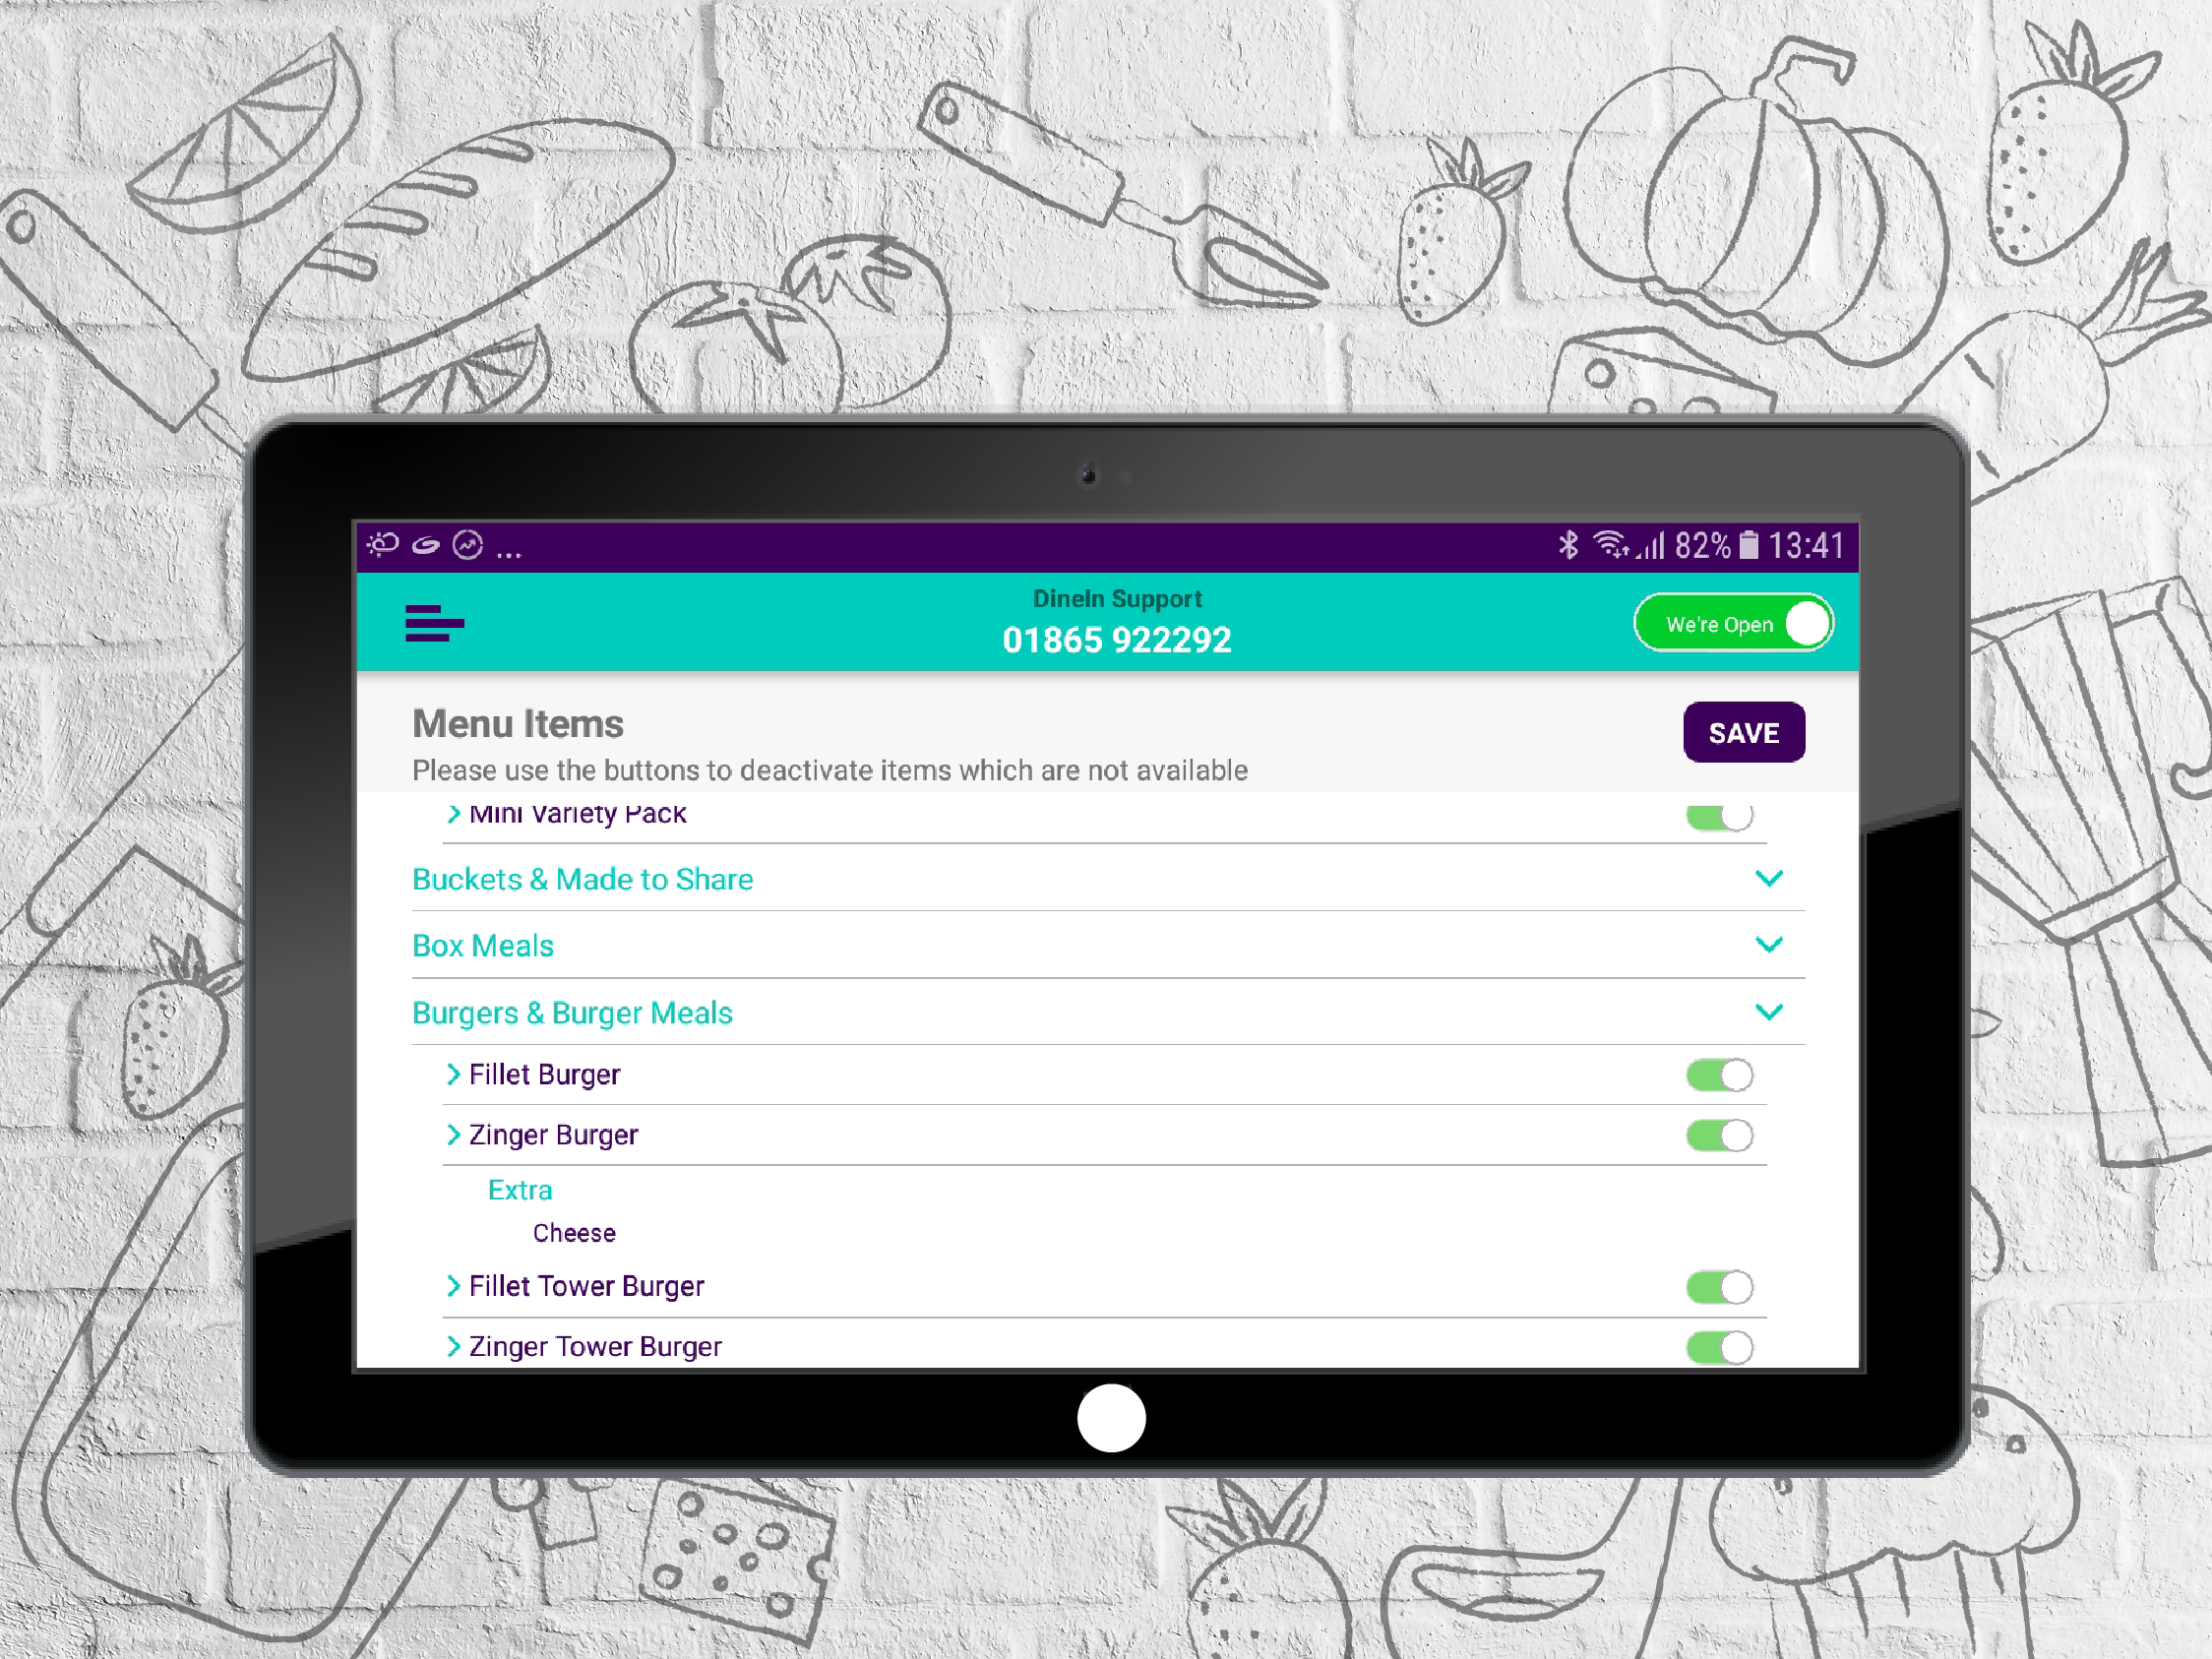 ... 82% 13:41
DineIn Support
01865 922292
We're Open
Menu Items
SAVE
Please use the buttons to deactivate items which are not available
Mini Variety Pack
Buckets & Made to Share
Box Meals
Burgers & Burger Meals
Fillet Burger
Zinger Burger
Extra
Cheese
Fillet Tower Burger
Zinger Tower Burger